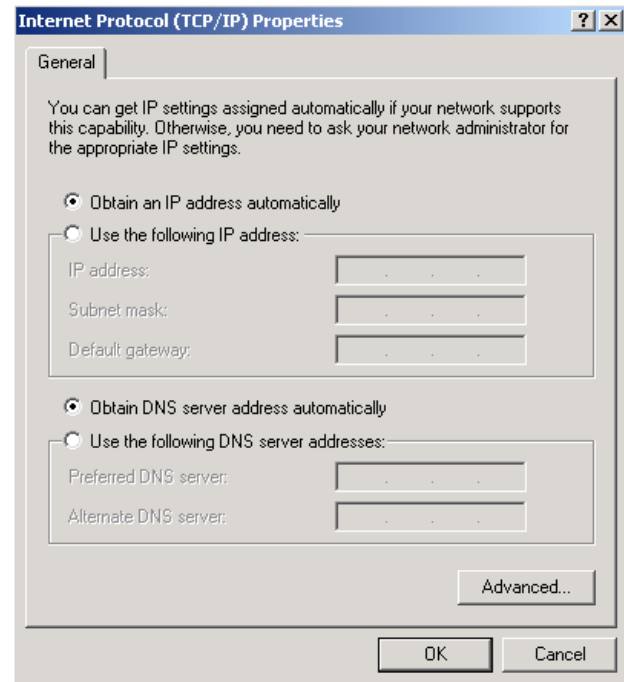 Internet Protocol (TCP/IP) Properties
General
You can get IP settings assigned automatically if your network supports
this capability. Otherwise, you need to ask your network administrator for
the appropriate IP settings.
Obtain an IP address automatically
Use the following IP address:
IP address:
Subnet mask:
Default gateway:
Obtain DNS server address automatically
Use the following DNS server addresses:
Preferred DNS server:
Alternate DNS server:
Advanced...
OK Cancel